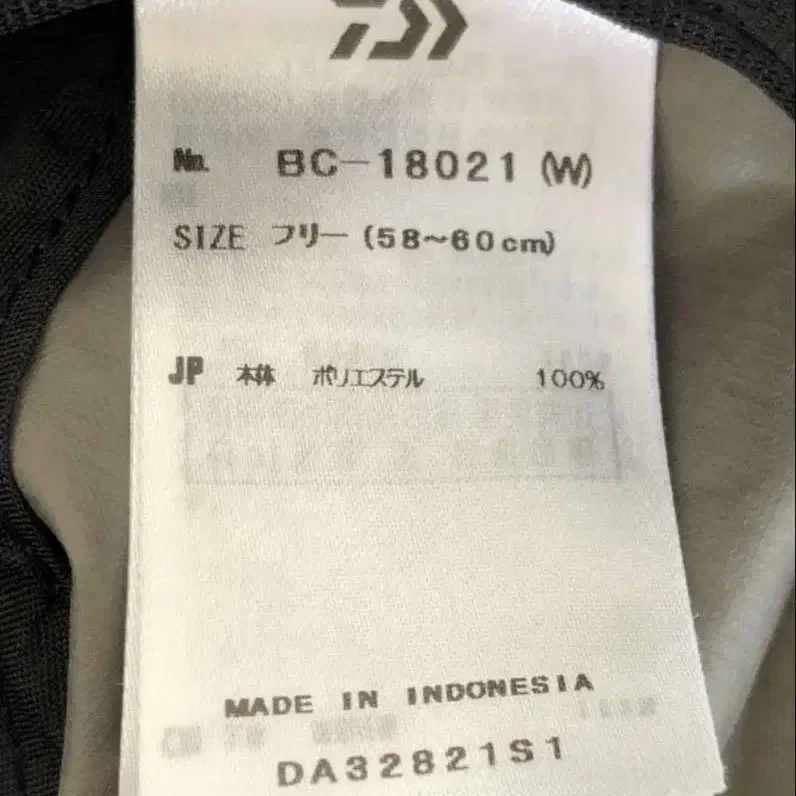 No. BC-18021 (W)
SIZE フリー (58~60cm)
JP 本体 ポリエステル 100%
MADE IN INDONESIA
DA32821S1